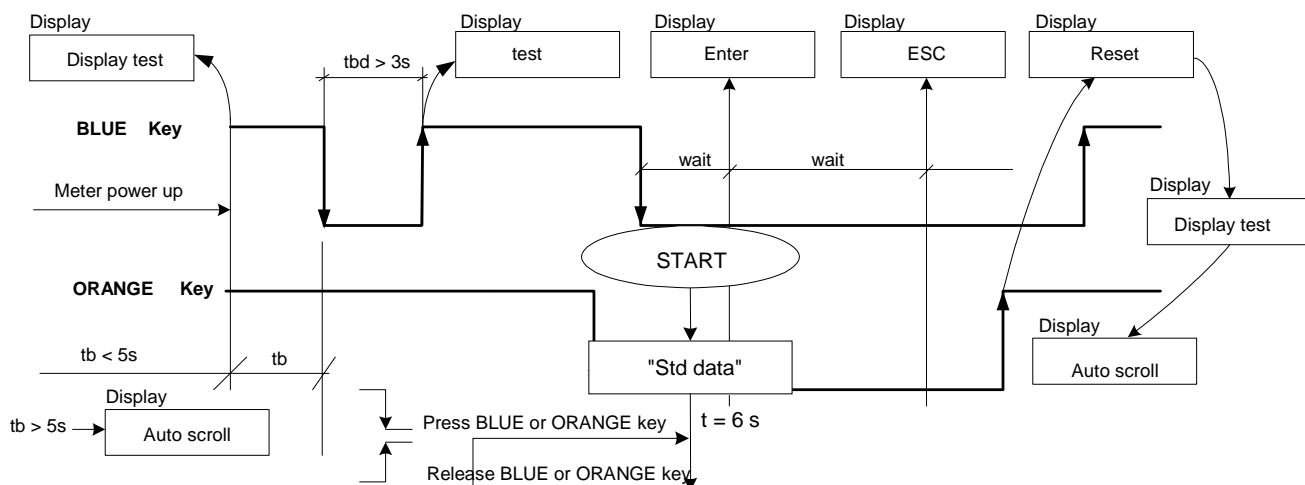 Display
Display
Display
Display
Display
Display test
tbd > 3s
test
Enter
ESC
Reset
BLUE Key
wait
wait
Meter power up
Display
Display test
START
ORANGE Key
Display
tb < 5s
tb
"Std data"
Auto scroll
Display
tb > 5s
Auto scroll
Press BLUE or ORANGE key
t = 6 s
Release BLUE or ORANGE key